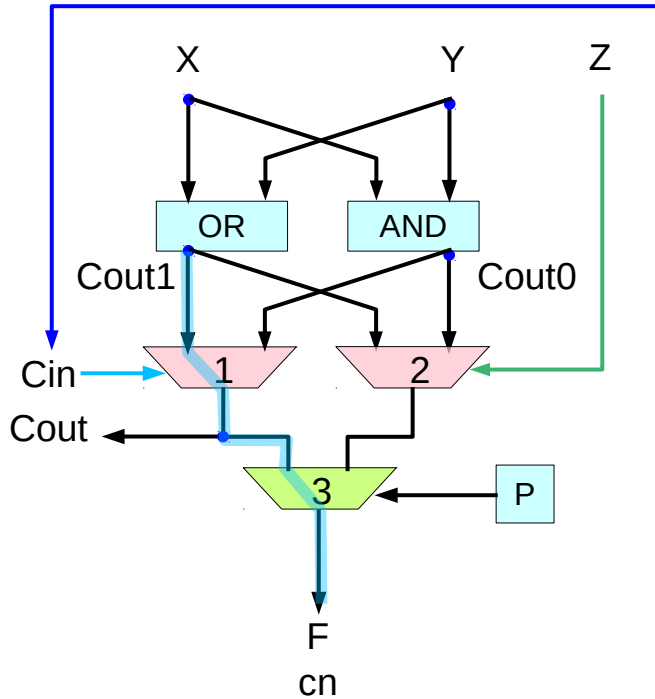 X Y Z
OR AND
Cout1 Cout0
Cin 1 2
Cout
3 P
F
cn